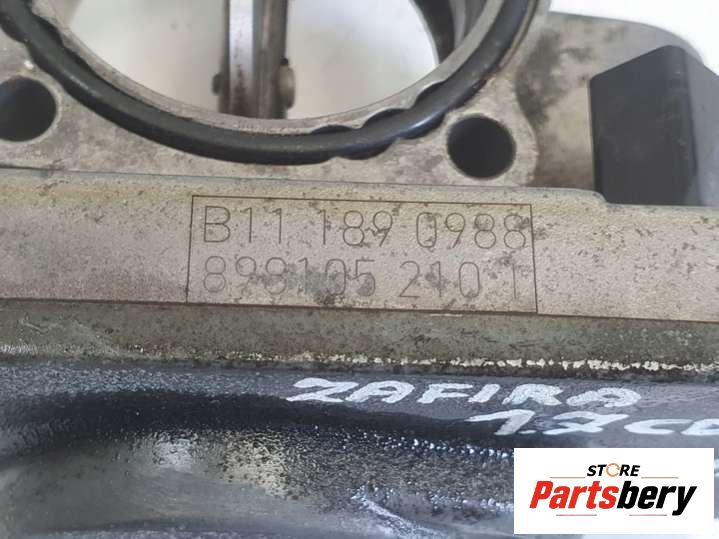 B11 189 0988
898105 210 1
ZAFIRA
STORE
Partsbery